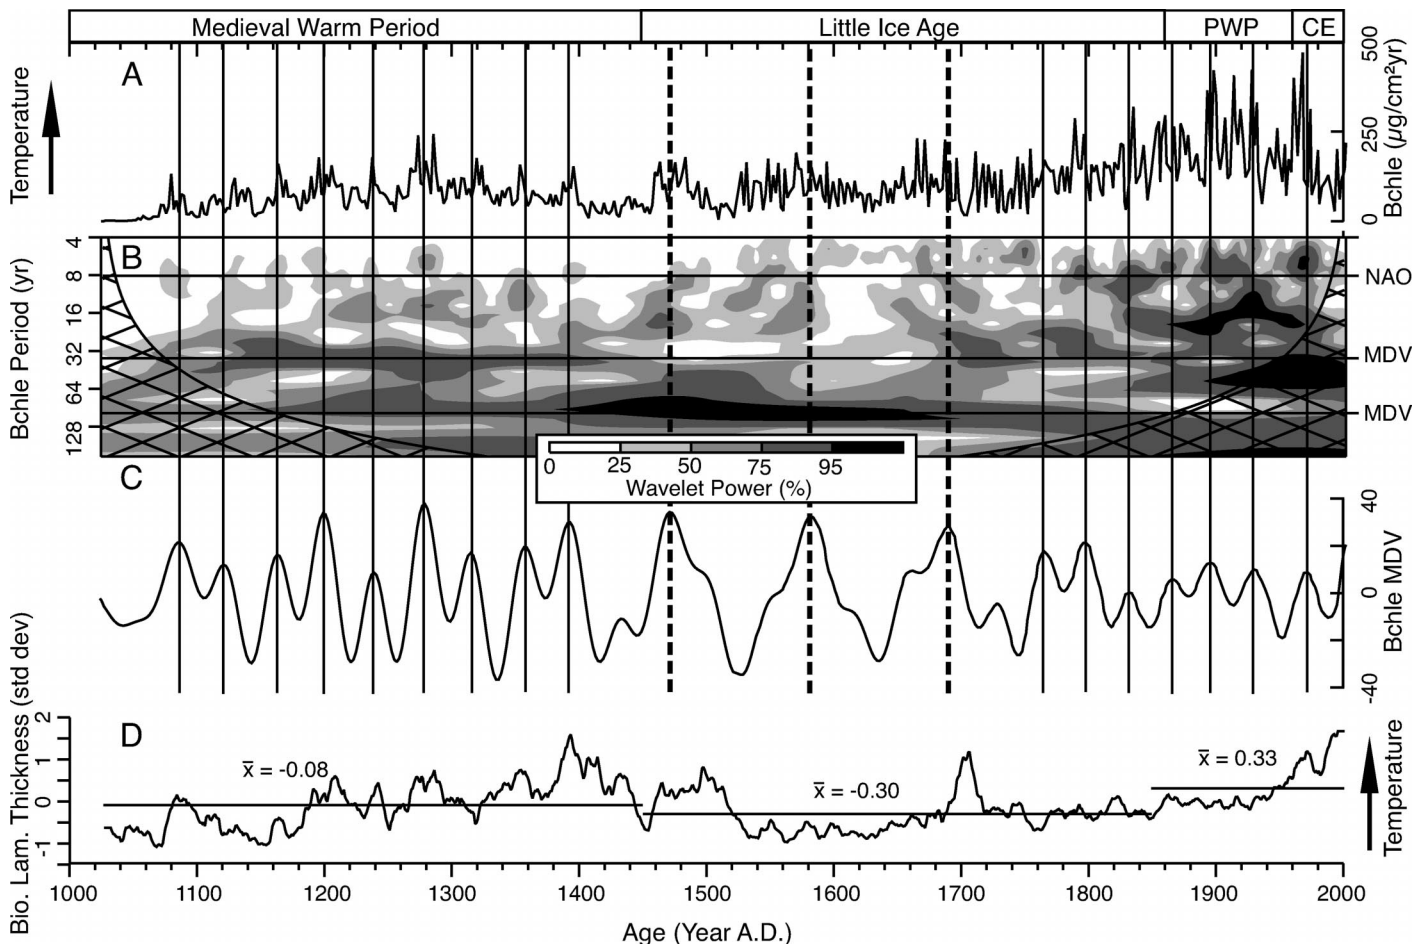 Medieval Warm Period
Little Ice Age
PWP
CE
A
Temperature
500
250
0
Bchle (µg/cm²yr)
B
4
8
16
32
64
128
Bchle Period (yr)
NAO
MDV
MDV
0 25 50 75 95
Wavelet Power (%)
C
40
0
-40
Bchle MDV
D
2
1
0
-1
Bio. Lam. Thickness (std dev)
x̄ = -0.08
x̄ = -0.30
x̄ = 0.33
Temperature
1000 1100 1200 1300 1400 1500 1600 1700 1800 1900 2000
Age (Year A.D.)